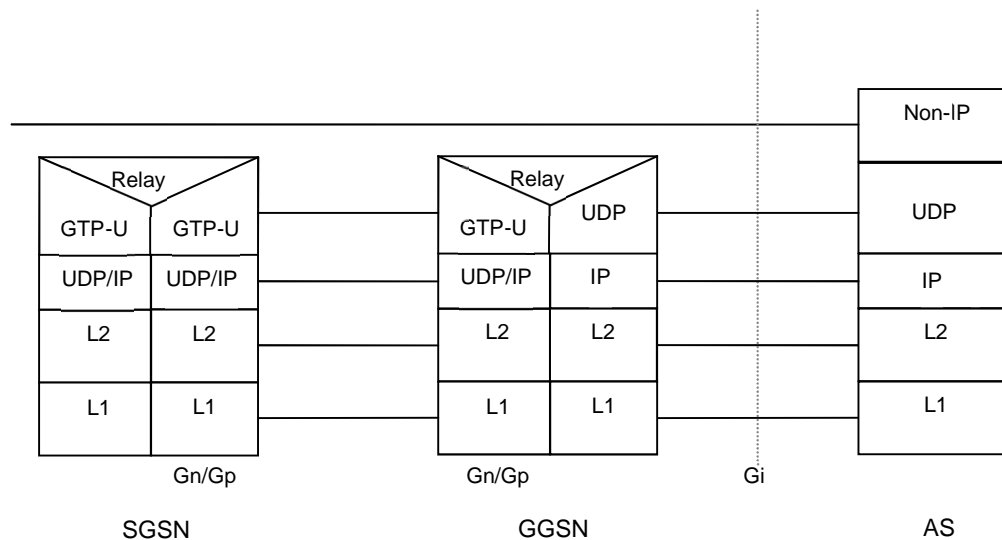 Non-IP
Relay
Relay
GTP-U GTP-U
GTP-U UDP
UDP
UDP/IP UDP/IP
UDP/IP IP
IP
L2 L2
L2 L2
L2
L1 L1
L1 L1
L1
Gn/Gp
Gn/Gp
Gi
SGSN
GGSN
AS